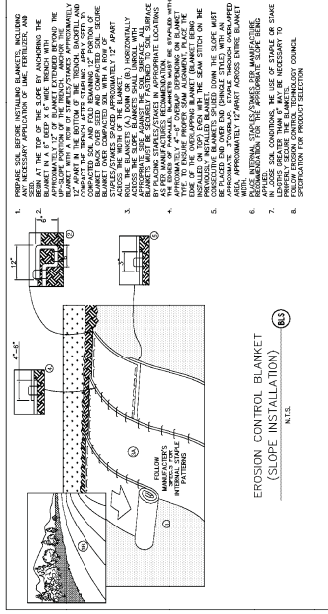 1. PREPARE SOIL BEFORE INSTALLING BLANKETS, INCLUDING
ANY NECESSARY APPLICATION OF LIME, FERTILIZER, AND
SEED.
2. BEGIN AT THE TOP OF THE SLOPE BY ANCHORING THE
BLANKET IN A 6" DEEP X 6" WIDE TRENCH WITH
APPROXIMATELY 12" OF BLANKET EXTENDED BEYOND THE
UP-SLOPE PORTION OF THE TRENCH. ANCHOR THE
BLANKET WITH A ROW OF STAPLES/STAKES APPROXIMATELY
12" APART IN THE BOTTOM OF THE TRENCH. BACKFILL AND
COMPACT THE TRENCH AFTER STAPLING. APPLY SEED TO
COMPACTED SOIL AND FOLD REMAINING 12" PORTION OF
BLANKET BACK OVER SEED AND COMPACTED SOIL. SECURE
BLANKET OVER COMPACTED SOIL WITH A ROW OF
STAPLES/STAKES SPACED APPROXIMATELY 12" APART
ACROSS THE WIDTH OF THE BLANKET.
3. ROLL THE BLANKETS (A.) DOWN OR (B.) HORIZONTALLY
ACROSS THE SLOPE. BLANKETS SHALL UNROLL WITH
APPROPRIATE SIDE AGAINST THE SOIL SURFACE. ALL
BLANKETS MUST BE SECURELY FASTENED TO SOIL SURFACE
BY PLACING STAPLES/STAKES IN APPROPRIATE LOCATIONS
AS PER MANUFACTURES RECOMMENDATION.
4. THE EDGES OF PARALLEL BLANKETS MUST BE STAPLED WITH
APPROXIMATELY 4"-6" OVERLAP DEPENDING ON BLANKET
TYPE. TO ENSURE PROPER SEAM ALIGNMENT, PLACE THE
EDGE OF THE OVERLAPPING BLANKET (BLANKET BEING
INSTALLED ON TOP) EVEN WITH THE SEAM STITCH ON THE
PREVIOUSLY INSTALLED BLANKET.
5. CONSECUTIVE BLANKETS SPLICED DOWN THE SLOPE MUST
BE PLACED END OVER END (SHINGLE STYLE) WITH AN
APPROXIMATE 3" OVERLAP. STAPLE THROUGH OVERLAPPED
AREA, APPROXIMATELY 12" APART ACROSS ENTIRE BLANKET
WIDTH.
6. PLACE INTERNAL STAPLES/STAKES PER MANUFACTURE
RECOMMENDATION FOR THE APPROPRIATE SLOPE BEING
APPLIED.
7. IN LOOSE SOIL CONDITIONS, THE USE OF STAPLE OR STAKE
LENGTHS GREATER THAN 6" MAY BE NECESSARY TO
PROPERLY SECURE THE BLANKETS.
8. FOLLOW EROSION CONTROL TECHNOLOGY COUNCIL
SPECIFICATION FOR PRODUCT SELECTION
12"
6"
4"-6"
FOLLOW
MANUFACTER'S
SPECS FOR
INTERNAL STAPLE
PATTERNS
EROSION CONTROL BLANKET
(SLOPE INSTALLATION)
BLS
N.T.S.